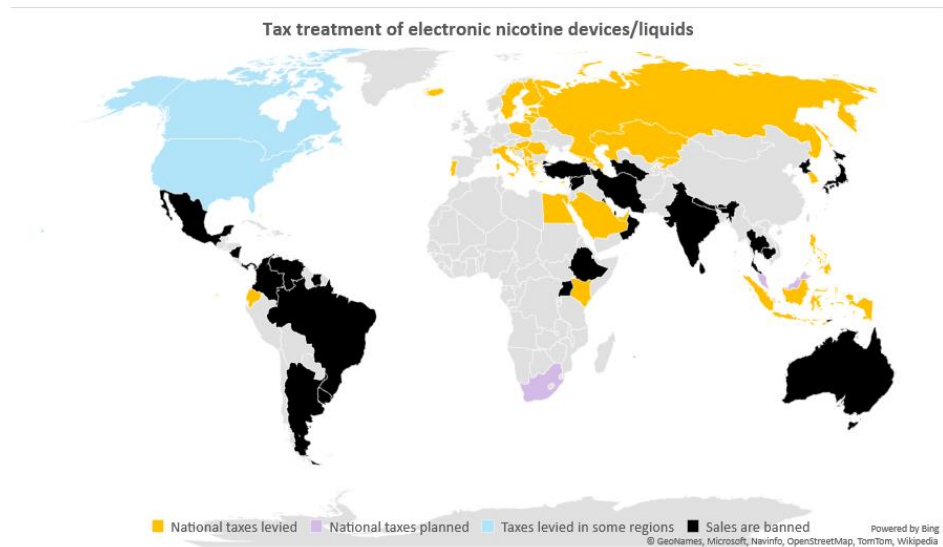 Tax treatment of electronic nicotine devices/liquids
National taxes levied National taxes planned Taxes levied in some regions Sales are banned
Powered by Bing
© GeoNames, Microsoft, Navinfo, OpenStreetMap, TomTom, Wikipedia